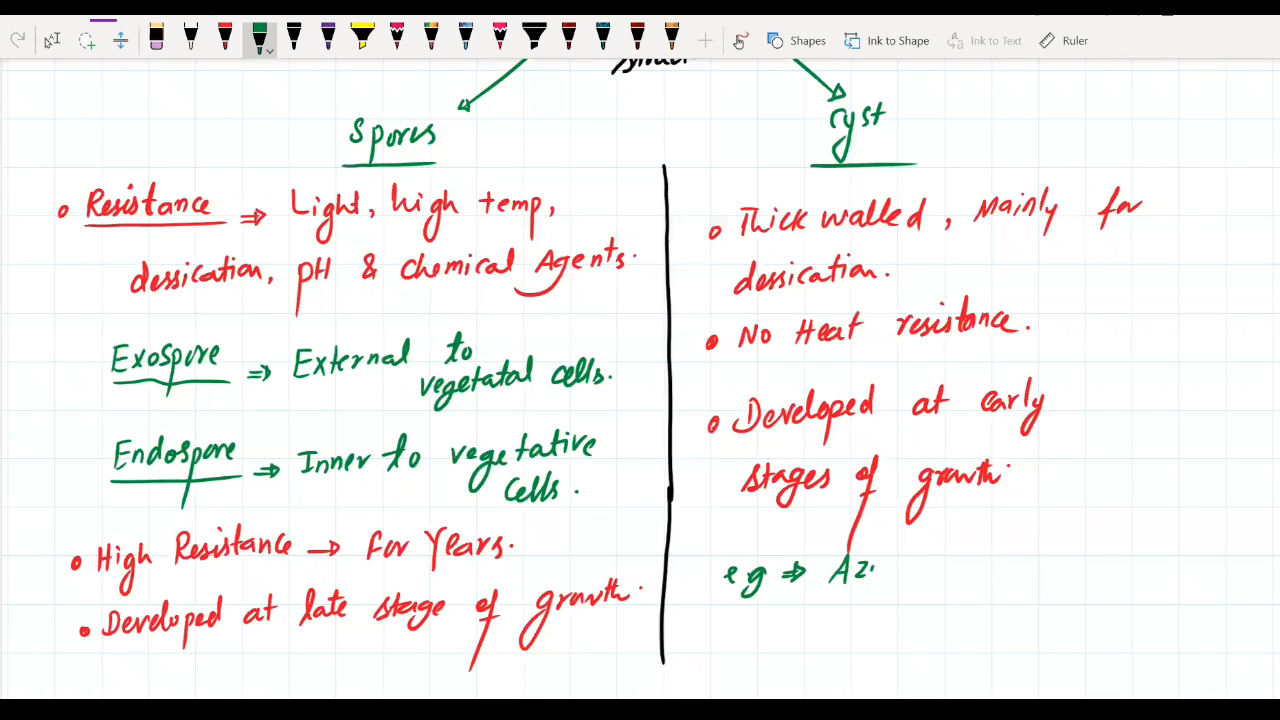 Shapes Ink to Shape Ink to Text Ruler
Spores
• Resistance ⇒ Light, high temp,
dessication, pH & Chemical Agents.
Exospore ⇒ External to
vegetatal cells.
Endospore ⇒ Inner to vegetative
cells.
• High Resistance → for years.
• Developed at late stage of growth.
Cyst
• Thick walled, Mainly for
dessication.
• No Heat resistance.
• Developed at early
stages of growth.
eg ⇒ Az